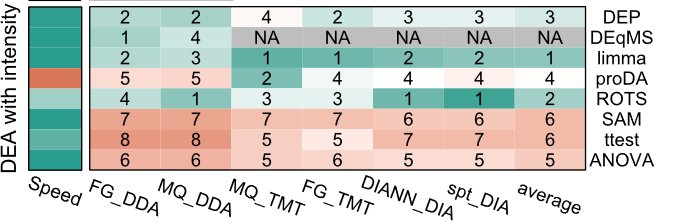 DEA with intensity
2 2 4 2 3 3 3 DEP
1 4 NA NA NA NA NA DEqMS
2 3 1 1 2 2 1 limma
5 5 2 4 4 4 4 proDA
4 1 3 3 1 1 2 ROTS
7 7 7 7 6 6 6 SAM
8 8 5 5 7 7 6 ttest
6 6 5 6 5 5 5 ANOVA
Speed FG_DDA MQ_DDA MQ_TMT FG_TMT DIANN_DIA spt_DIA average